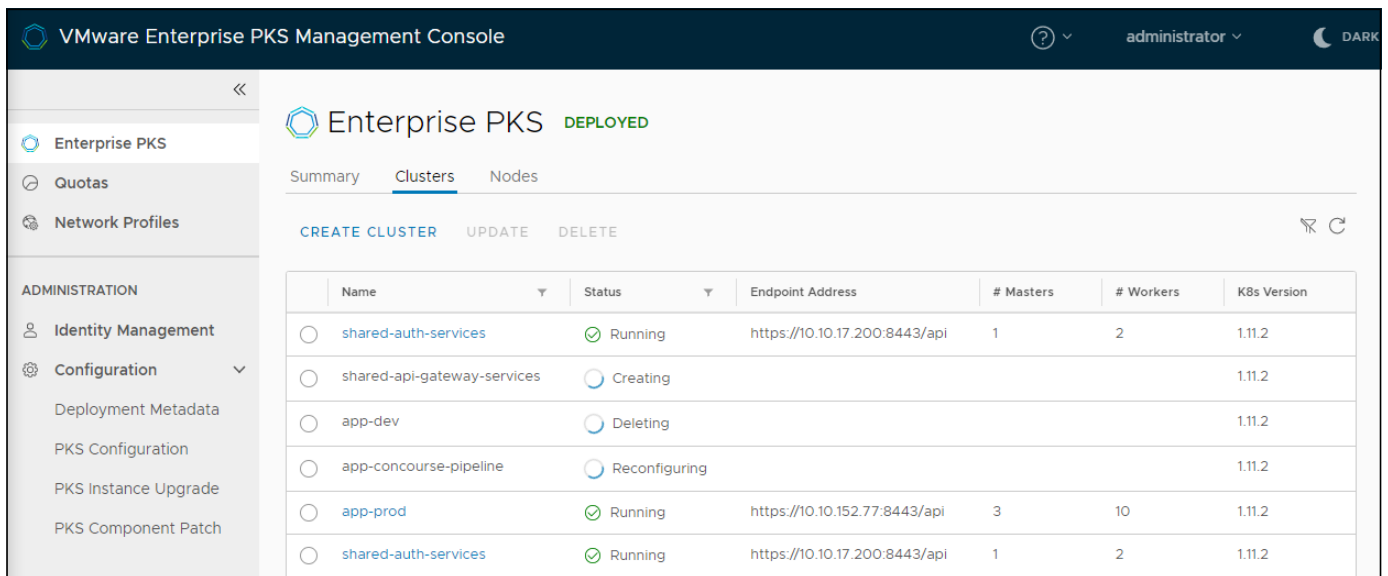 VMware Enterprise PKS Management Console
administrator
DARK
Enterprise PKS
Quotas
Network Profiles
ADMINISTRATION
Identity Management
Configuration
Deployment Metadata
PKS Configuration
PKS Instance Upgrade
PKS Component Patch
Enterprise PKS DEPLOYED
Summary Clusters Nodes
CREATE CLUSTER UPDATE DELETE
Name Status Endpoint Address # Masters # Workers K8s Version
shared-auth-services Running https://10.10.17.200:8443/api 1 2 1.11.2
shared-api-gateway-services Creating 1.11.2
app-dev Deleting 1.11.2
app-concourse-pipeline Reconfiguring 1.11.2
app-prod Running https://10.10.152.77:8443/api 3 10 1.11.2
shared-auth-services Running https://10.10.17.200:8443/api 1 2 1.11.2